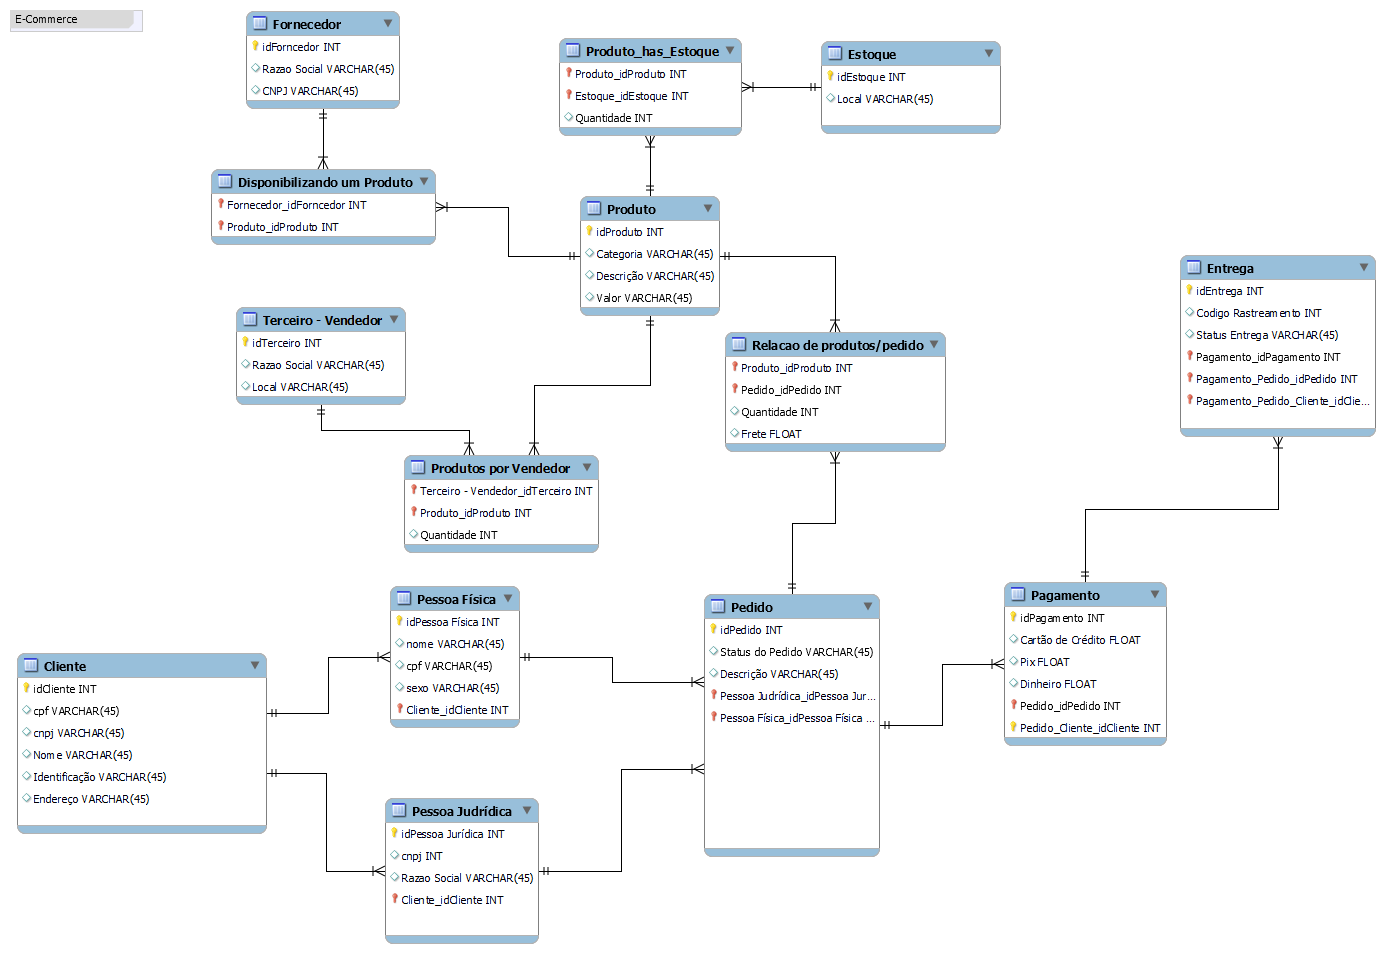 E-Commerce
Fornecedor
idForncedor INT
Razao Social VARCHAR(45)
CNPJ VARCHAR(45)
Produto_has_Estoque
Produto_idProduto INT
Estoque_idEstoque INT
Quantidade INT
Estoque
idEstoque INT
Local VARCHAR(45)
Disponibilizando um Produto
Fornecedor_idForncedor INT
Produto_idProduto INT
Produto
idProduto INT
Categoria VARCHAR(45)
Descrição VARCHAR(45)
Valor VARCHAR(45)
Entrega
idEntrega INT
Codigo Rastreamento INT
Status Entrega VARCHAR(45)
Pagamento_idPagamento INT
Pagamento_Pedido_idPedido INT
Pagamento_Pedido_Cliente_idClie...
Terceiro - Vendedor
idTerceiro INT
Razao Social VARCHAR(45)
Local VARCHAR(45)
Relacao de produtos/pedido
Produto_idProduto INT
Pedido_idPedido INT
Quantidade INT
Frete FLOAT
Produtos por Vendedor
Terceiro - Vendedor_idTerceiro INT
Produto_idProduto INT
Quantidade INT
Pessoa Física
idPessoa Física INT
nome VARCHAR(45)
cpf VARCHAR(45)
sexo VARCHAR(45)
Cliente_idCliente INT
Pedido
idPedido INT
Status do Pedido VARCHAR(45)
Descrição VARCHAR(45)
Pessoa Judrídica_idPessoa Jur...
Pessoa Física_idPessoa Física ...
Pagamento
idPagamento INT
Cartão de Crédito FLOAT
Pix FLOAT
Dinheiro FLOAT
Pedido_idPedido INT
Pedido_Cliente_idCliente INT
Cliente
idCliente INT
cpf VARCHAR(45)
cnpj VARCHAR(45)
Nome VARCHAR(45)
Identificação VARCHAR(45)
Endereço VARCHAR(45)
Pessoa Judrídica
idPessoa Jurídica INT
cnpj INT
Razao Social VARCHAR(45)
Cliente_idCliente INT